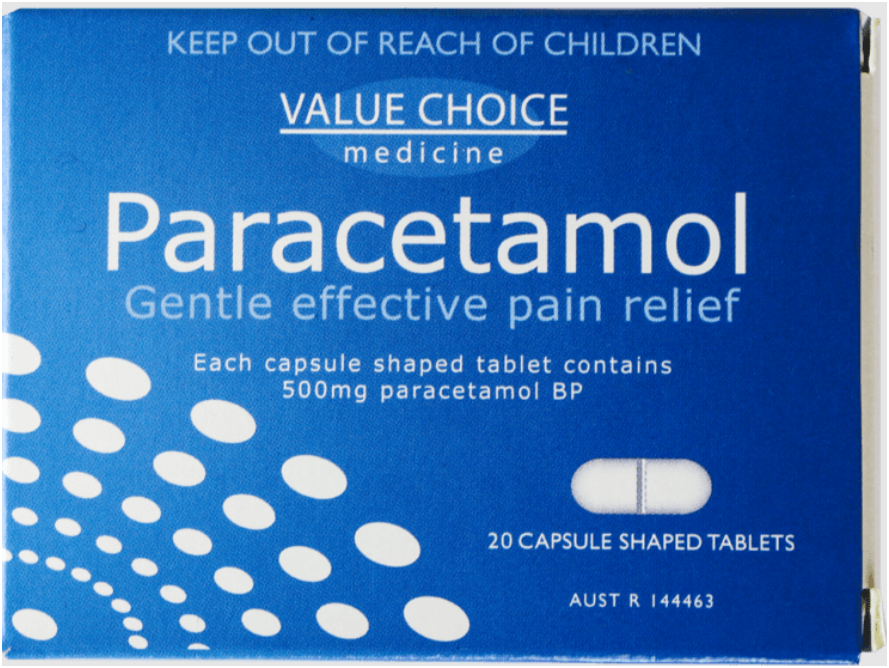 KEEP OUT OF REACH OF CHILDREN
VALUE CHOICE
medicine
Paracetamol
Gentle effective pain relief
Each capsule shaped tablet contains
500mg paracetamol BP
20 CAPSULE SHAPED TABLETS
AUST R 144463